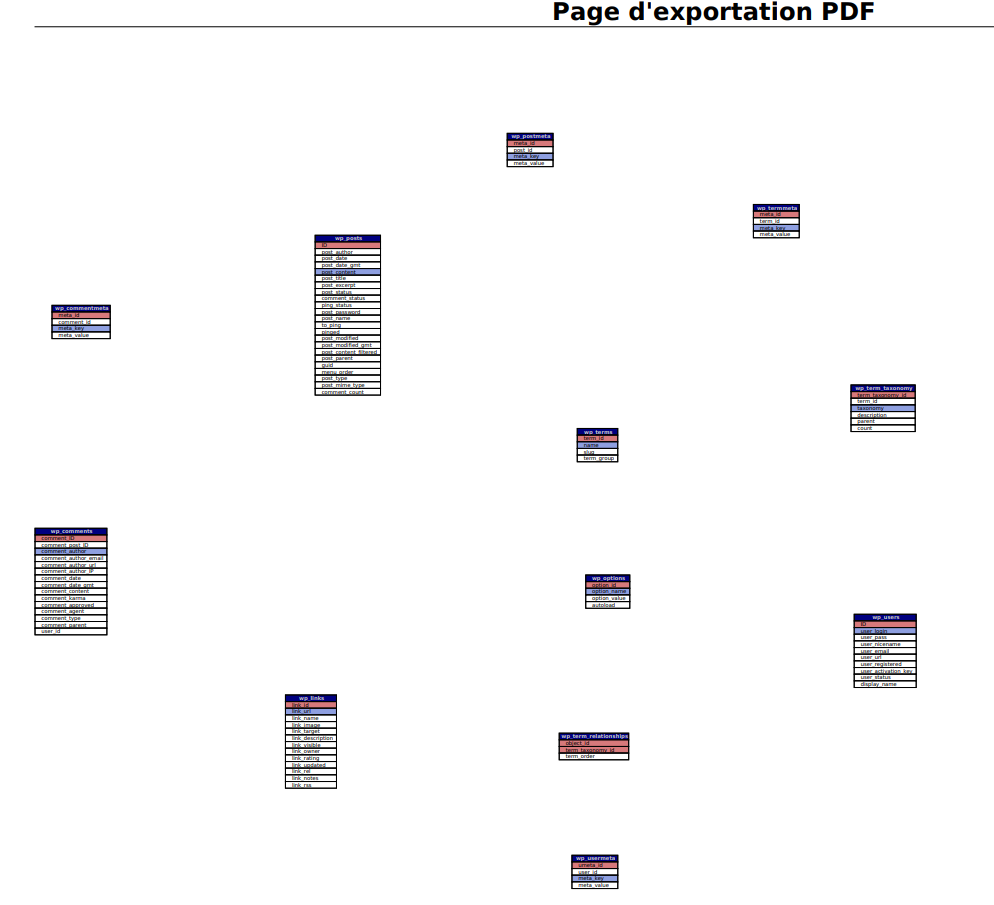 Page d'exportation PDF
wp_postmeta
meta_id
post_id
meta_key
meta_value
wp_termmeta
meta_id
term_id
meta_key
meta_value
wp_posts
ID
post_author
post_date
post_date_gmt
post_content
post_title
post_excerpt
post_status
comment_status
ping_status
post_password
post_name
to_ping
pinged
post_modified
post_modified_gmt
post_content_filtered
post_parent
guid
menu_order
post_type
post_mime_type
comment_count
wp_commentmeta
meta_id
comment_id
meta_key
meta_value
wp_term_taxonomy
term_taxonomy_id
term_id
taxonomy
description
parent
count
wp_terms
term_id
name
slug
term_group
wp_comments
comment_ID
comment_post_ID
comment_author
comment_author_email
comment_author_url
comment_author_IP
comment_date
comment_date_gmt
comment_content
comment_karma
comment_approved
comment_agent
comment_type
comment_parent
user_id
wp_options
option_id
option_name
option_value
autoload
wp_users
ID
user_login
user_pass
user_nicename
user_email
user_url
user_registered
user_activation_key
user_status
display_name
wp_links
link_id
link_url
link_name
link_image
link_target
link_description
link_visible
link_owner
link_rating
link_updated
link_rel
link_notes
link_rss
wp_term_relationships
object_id
term_taxonomy_id
term_order
wp_usermeta
umeta_id
user_id
meta_key
meta_value